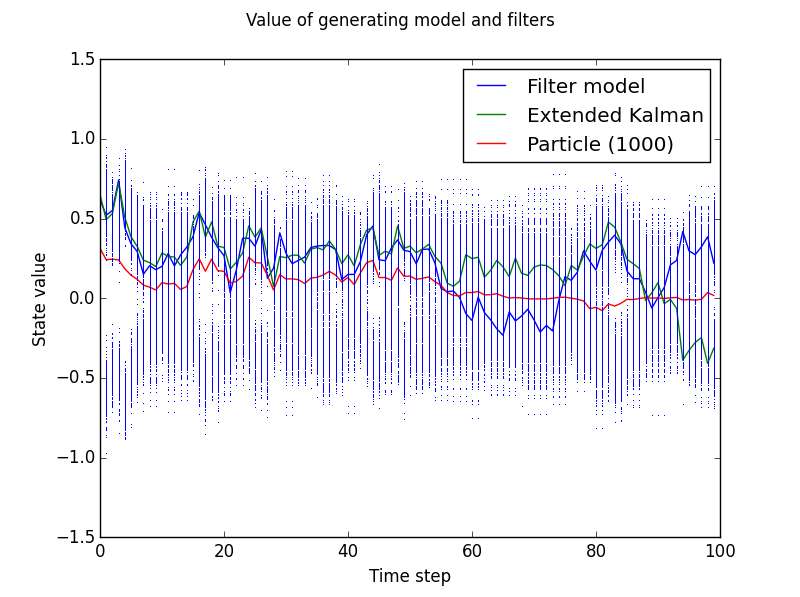 Value of generating model and filters
1.5
1.0
0.5
0.0
−0.5
−1.0
−1.5
State value
Filter model
Extended Kalman
Particle (1000)
0 20 40 60 80 100
Time step